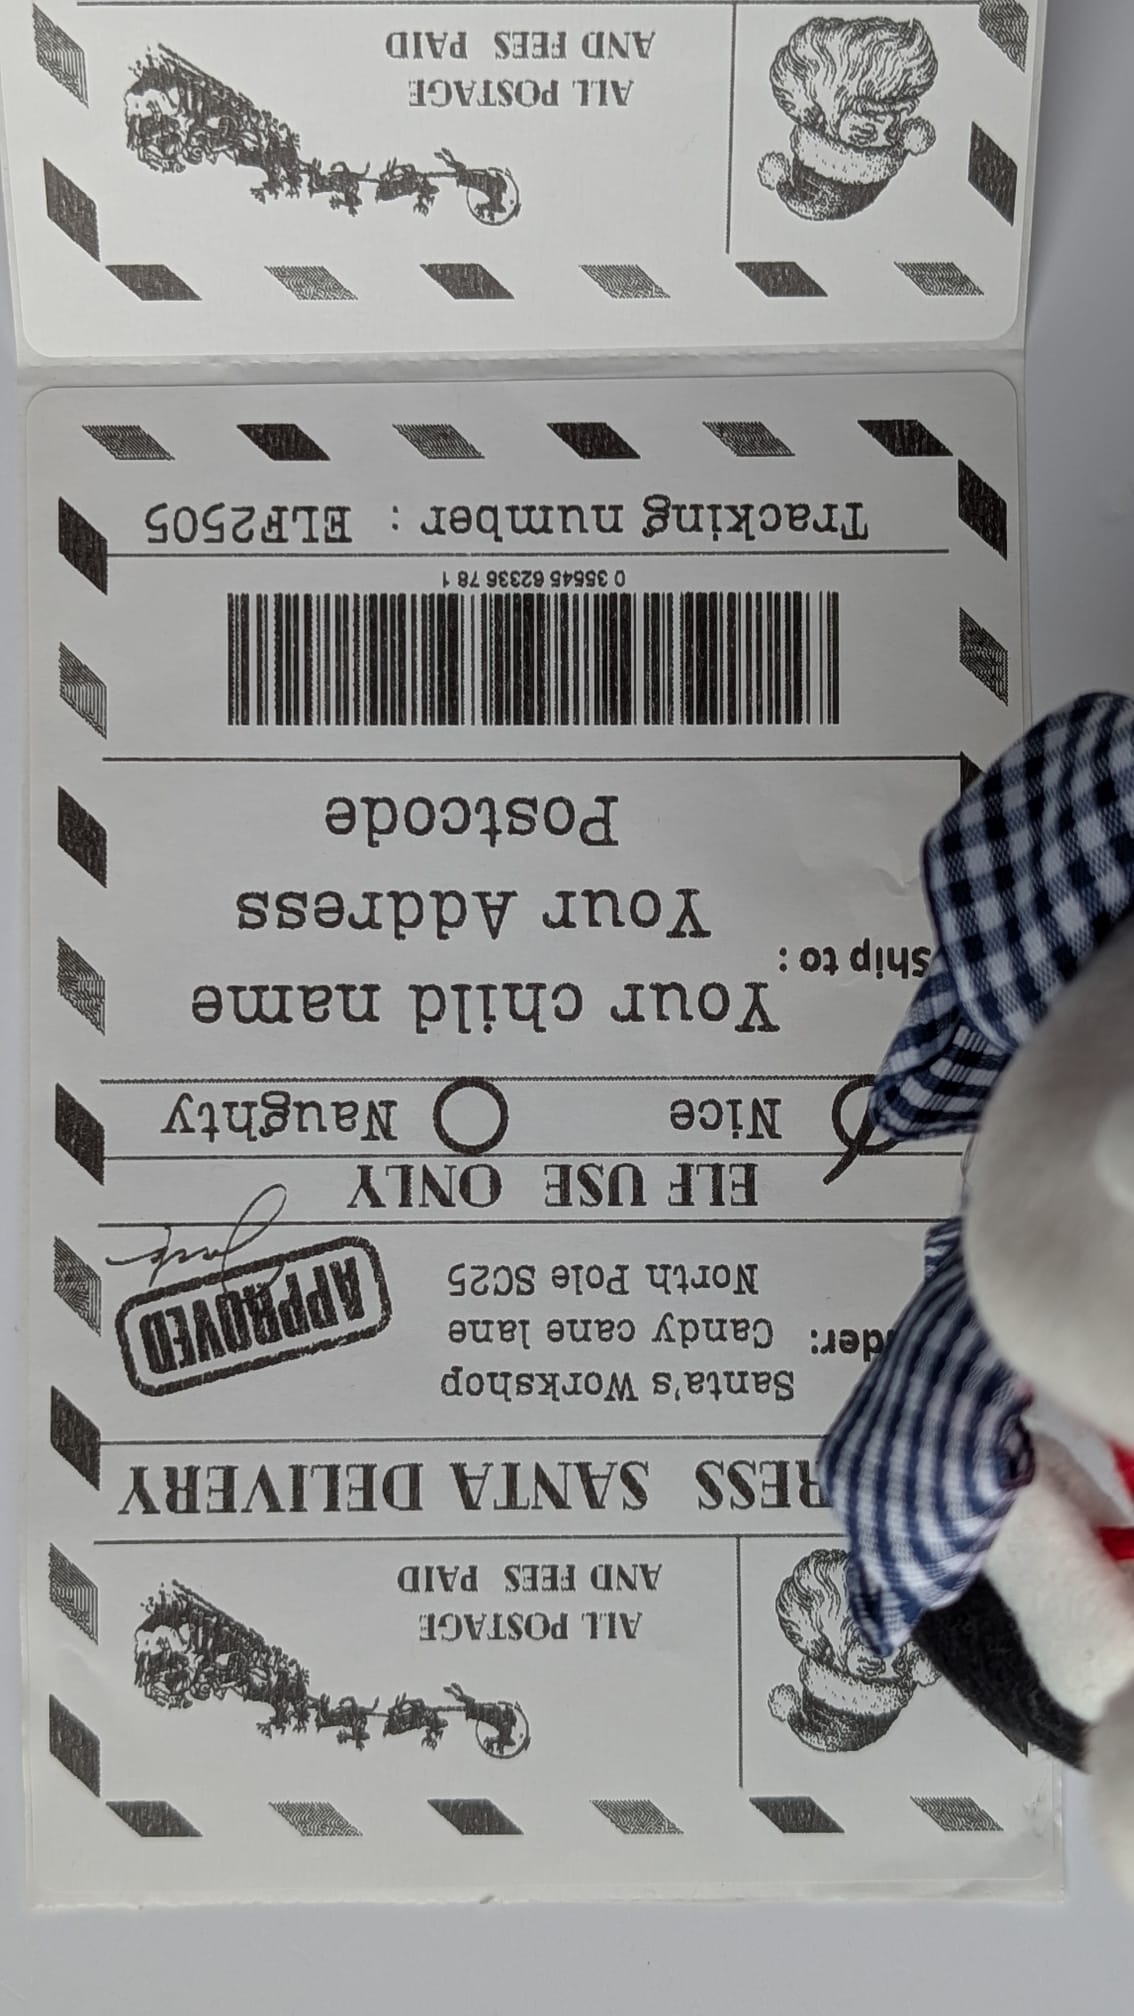 ALL POSTAGE
AND FEES PAID
RESS SANTA DELIVERY
Santa's Workshop
der: Candy cane lane
North Pole SC25
APPROVED
ELF USE ONLY
Nice Naughty
Your child name
Ship to :
Your Address
Postcode
0 35545 62336 78 1
Tracking number : ELF2505
ALL POSTAGE
AND FEES PAID